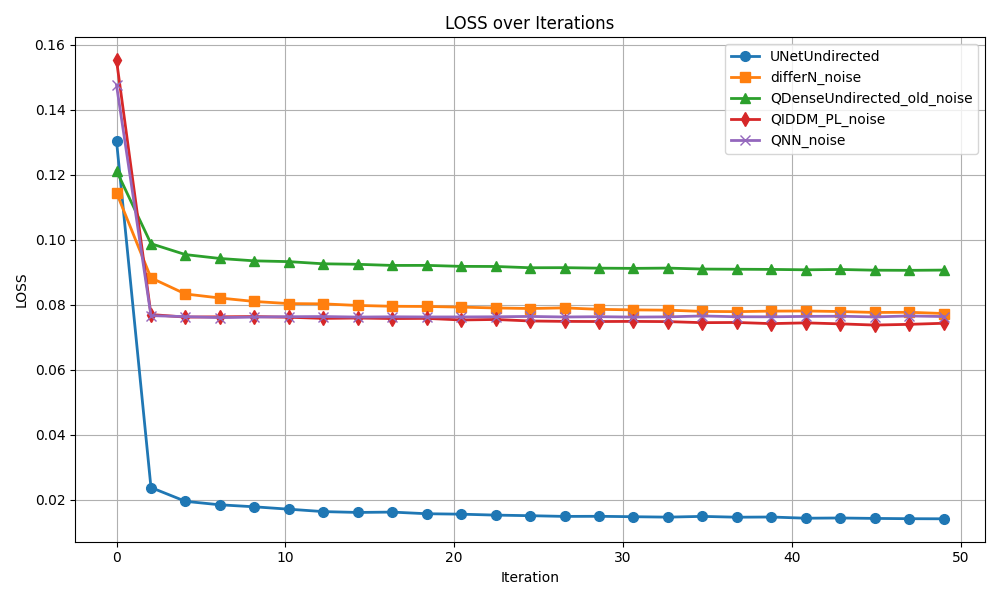 LOSS over Iterations
UNetUndirected
differN_noise
QDenseUndirected_old_noise
QIDDM_PL_noise
QNN_noise
LOSS
0.16
0.14
0.12
0.10
0.08
0.06
0.04
0.02
0
10
20
30
40
50
Iteration